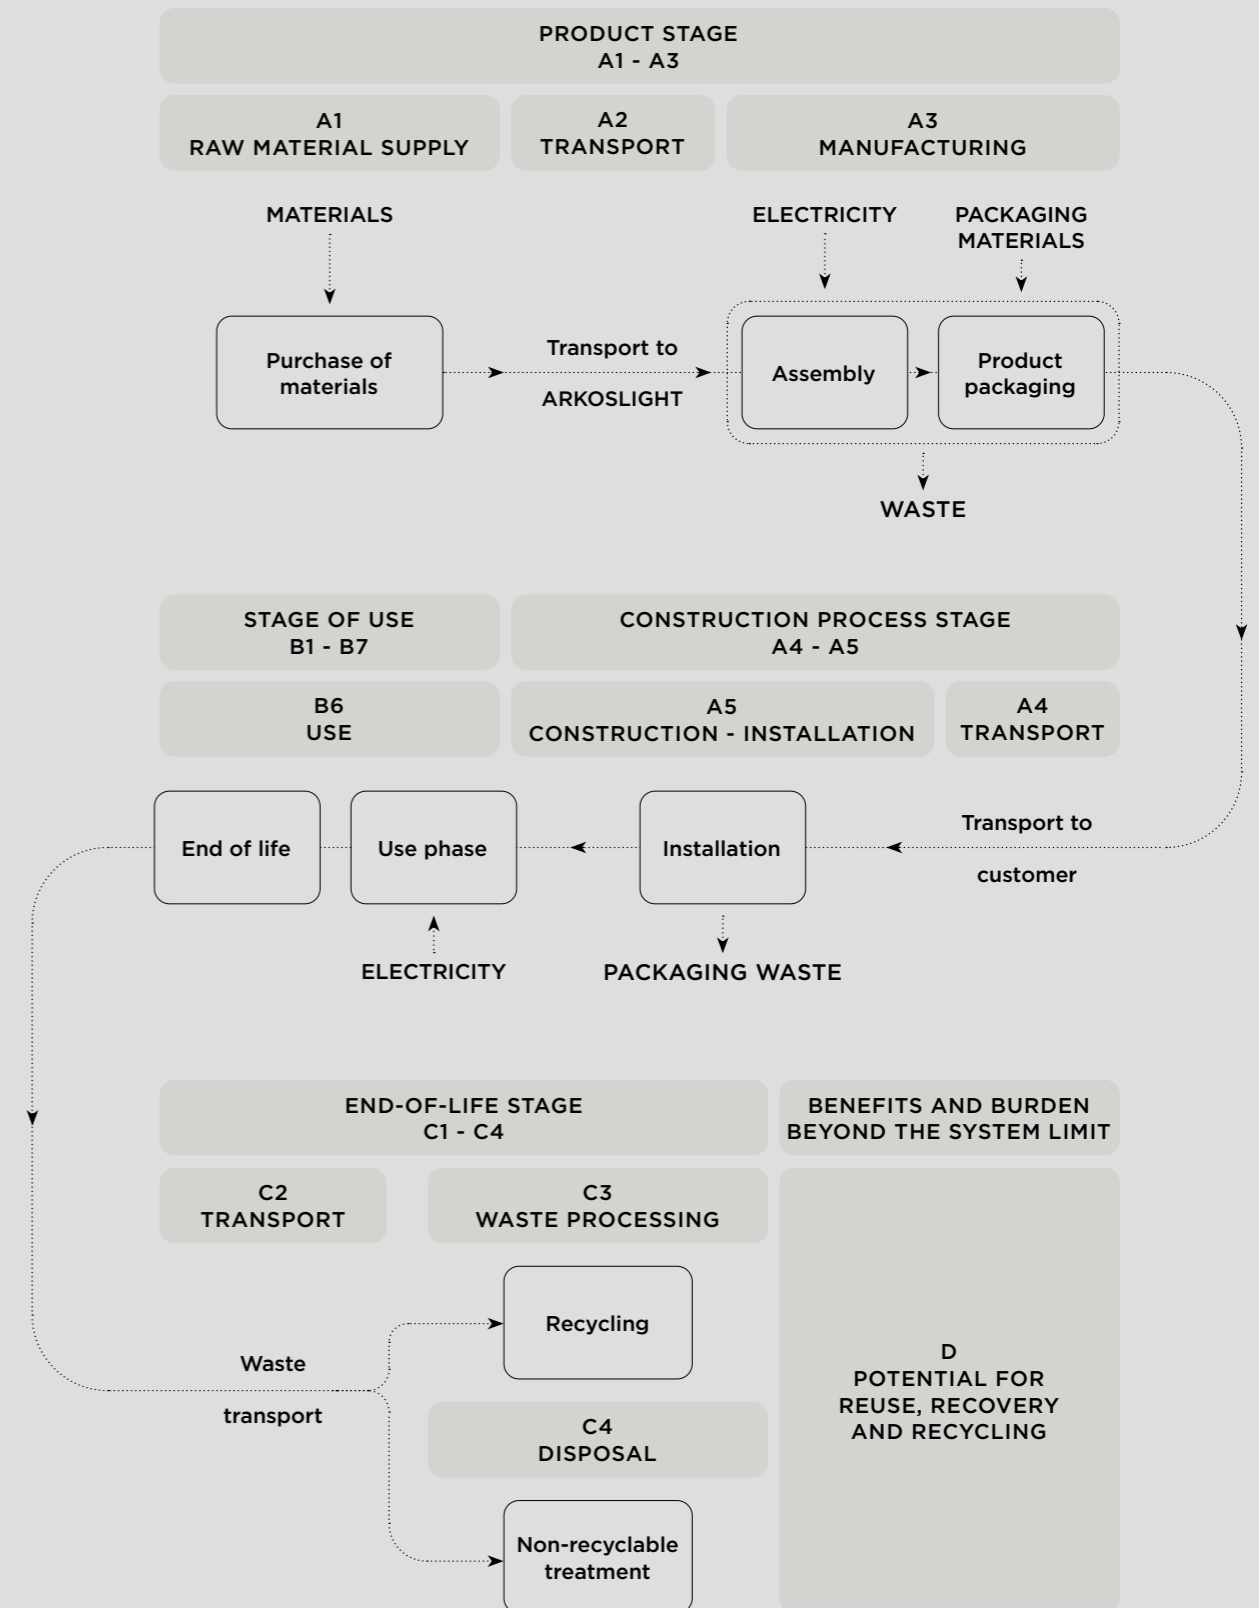 PRODUCT STAGE
A1 - A3
A1
RAW MATERIAL SUPPLY
A2
TRANSPORT
A3
MANUFACTURING
MATERIALS
ELECTRICITY
PACKAGING
MATERIALS
Purchase of
materials
Transport to
ARKOSLIGHT
Assembly
Product
packaging
WASTE
STAGE OF USE
B1 - B7
CONSTRUCTION PROCESS STAGE
A4 - A5
B6
USE
A5
CONSTRUCTION - INSTALLATION
A4
TRANSPORT
End of life
Use phase
Installation
Transport to
customer
ELECTRICITY
PACKAGING WASTE
END-OF-LIFE STAGE
C1 - C4
BENEFITS AND BURDEN
BEYOND THE SYSTEM LIMIT
C2
TRANSPORT
C3
WASTE PROCESSING
Recycling
Waste
transport
D
POTENTIAL FOR
REUSE, RECOVERY
AND RECYCLING
C4
DISPOSAL
Non-recyclable
treatment